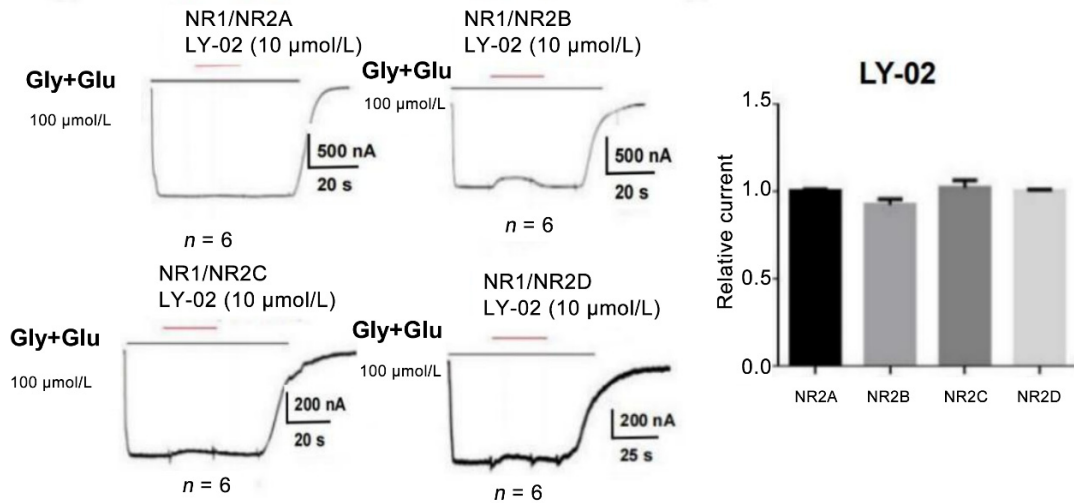 NR1/NR2A
LY-02 (10 μmol/L)
Gly+Glu
100 μmol/L
500 nA
20 s
n = 6
NR1/NR2B
LY-02 (10 μmol/L)
Gly+Glu
100 μmol/L
500 nA
20 s
n = 6
NR1/NR2C
LY-02 (10 μmol/L)
Gly+Glu
100 μmol/L
200 nA
20 s
n = 6
NR1/NR2D
LY-02 (10 μmol/L)
Gly+Glu
100 μmol/L
200 nA
25 s
n = 6
LY-02
Relative current
1.5
1.0
0.5
0.0
NR2A NR2B NR2C NR2D